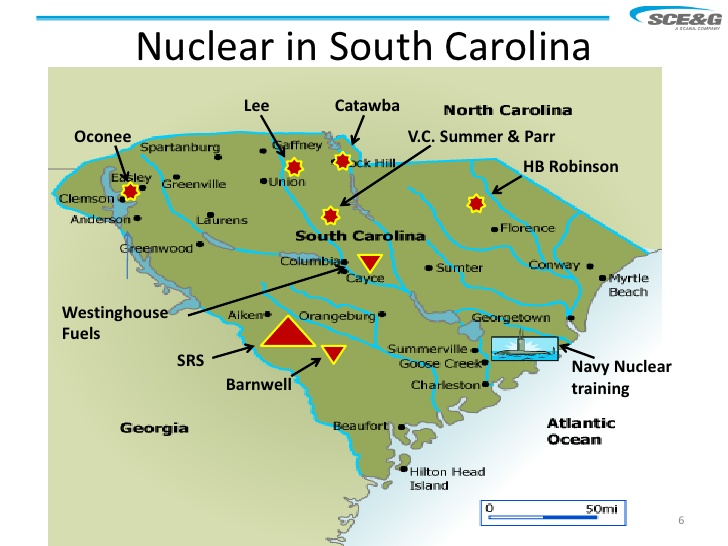 SCE&G
A SCANA COMPANY
Nuclear in South Carolina
Lee
Catawba
North Carolina
Oconee
V.C. Summer & Parr
Spartanburg
Gaffney
ock Hill
HB Robinson
Easley
Greenville
Union
Clemson
Anderson
Laurens
Florence
South Carolina
Greenwood
Columbia
Sumter
Conway
Cayce
Myrtle
Beach
Westinghouse
Fuels
Aiken
Orangeburg
Georgetown
SRS
Summerville
Goose Creek
Navy Nuclear
training
Barnwell
Charleston
Georgia
Beaufort
Atlantic
Ocean
Hilton Head
Island
0 50mi
6